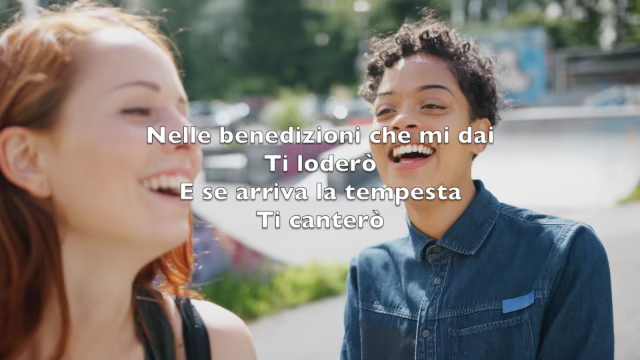 Nelle benedizioni che mi dai
Ti loderò
E se arriva la tempesta
Ti canterò